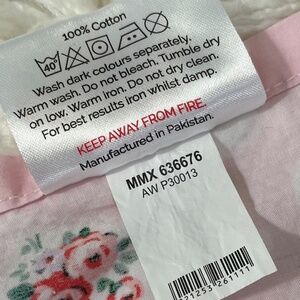 100% Cotton
40
Wash dark colours separately.
Warm wash. Do not bleach. Tumble dry
on low. Warm iron. Do not dry clean.
For best results iron whilst damp.
KEEP AWAY FROM FIRE.
Manufactured in Pakistan.
MMX 636676
AW P30013